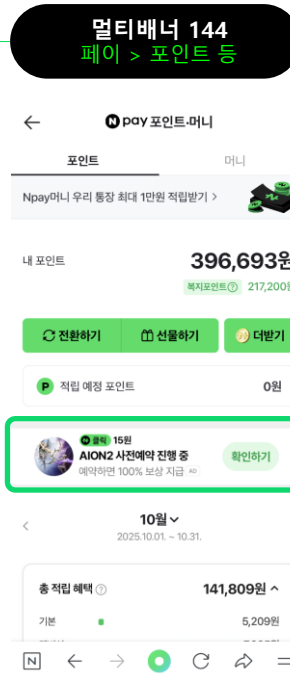 멀티배너 144
페이 > 포인트 등
N pay 포인트·머니
포인트 머니
Npay머니 우리 통장 최대 1만원 적립받기 >
내 포인트 396,693원
복지포인트? 217,200원
전환하기 선물하기 더받기
P 적립 예정 포인트 0원
N 클릭 15원
AION2 사전예약 진행 중
예약하면 100% 보상 지급 AD
확인하기
10월
2025.10.01. ~ 10.31.
총 적립 혜택 ? 141,809원
기본 5,209원
N